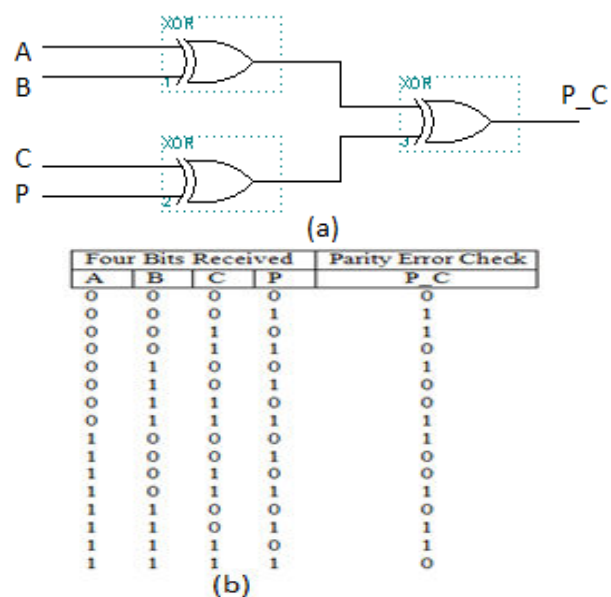 XOR
A
B
1
XOR
P_C
3
XOR
C
P
2
(a)
Four Bits Received Parity Error Check
A B C P P_C
0 0 0 0 0
0 0 0 1 1
0 0 1 0 1
0 0 1 1 0
0 1 0 0 1
0 1 0 1 0
0 1 1 0 0
0 1 1 1 1
1 0 0 0 1
1 0 0 1 0
1 0 1 0 0
1 0 1 1 1
1 1 0 0 0
1 1 0 1 1
1 1 1 0 1
1 1 1 1 0
(b)